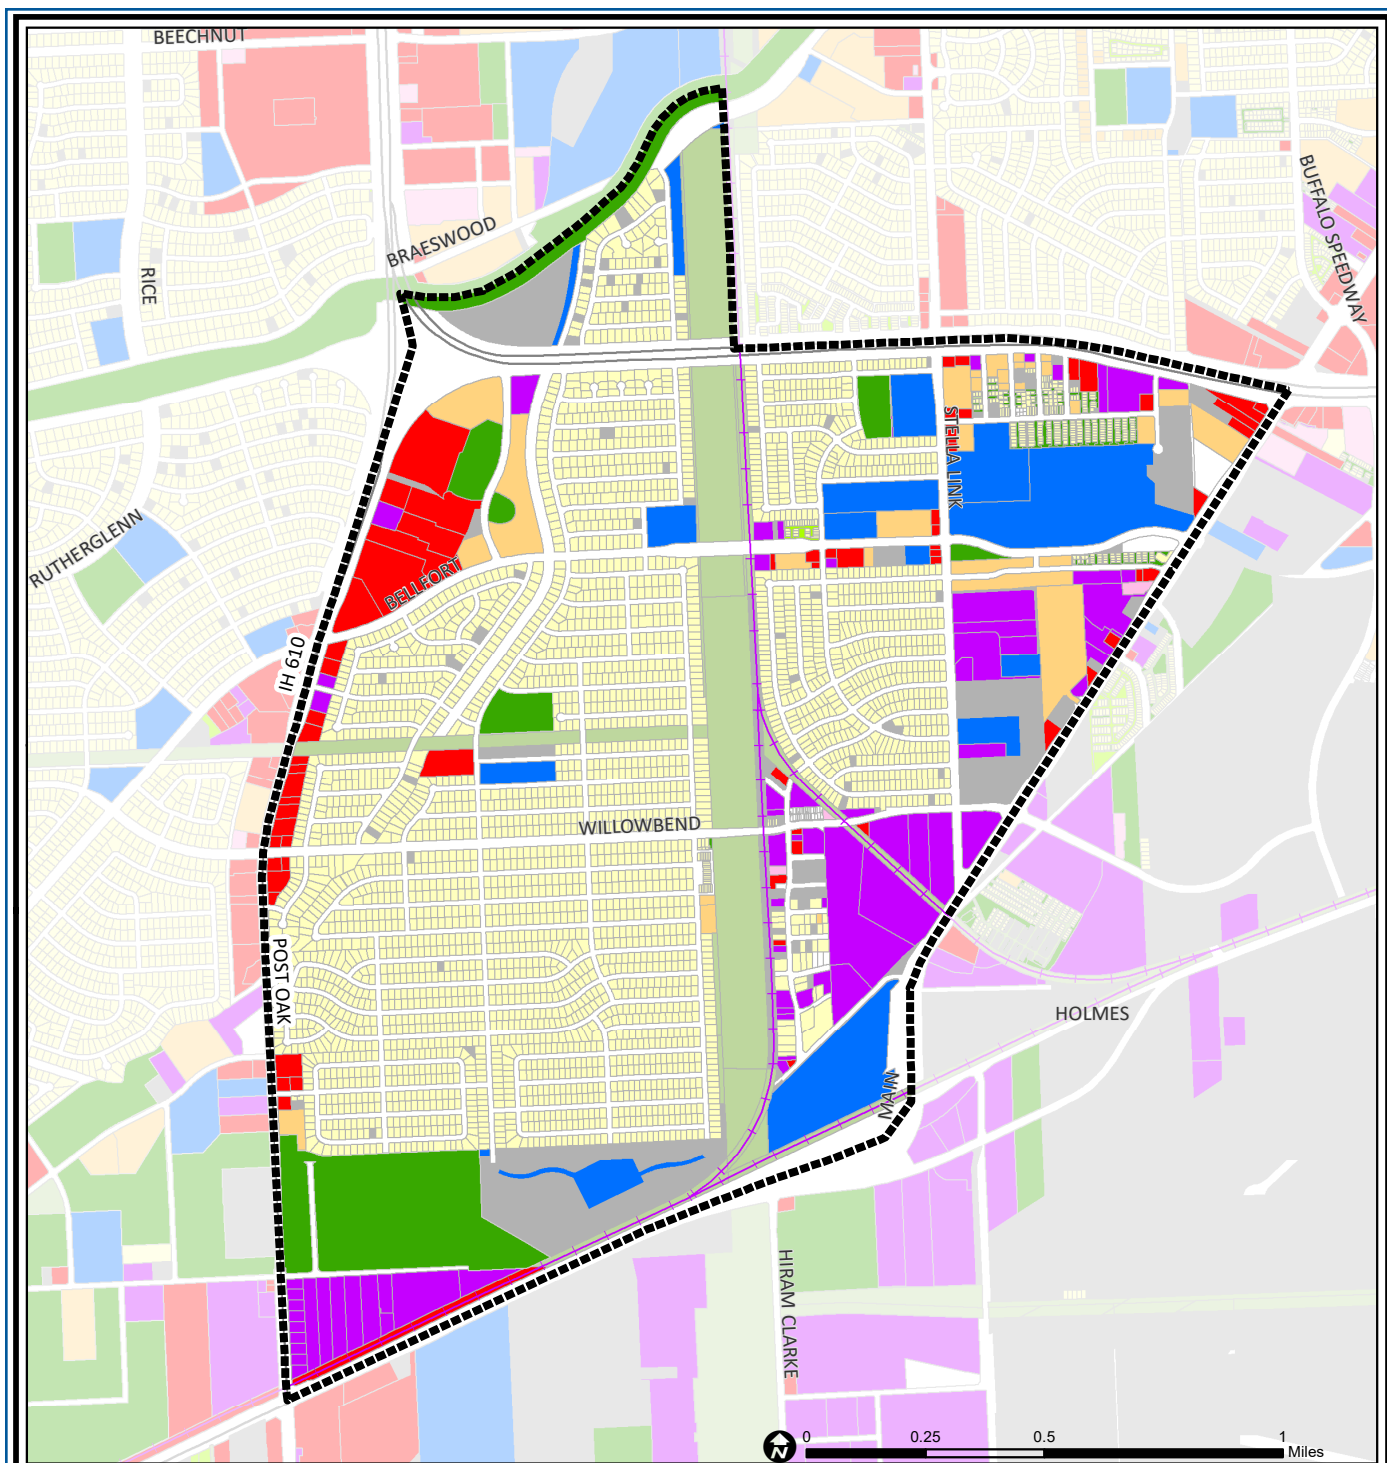 BEECHNUT
BUFFALO SPEEDWAY
BRAESWOOD
RICE
STELLA LINK
RUTHERGLENN
BELLFORT
IH 610
WILLOWBEND
POST OAK
HOLMES
MAIN
HIRAM CLARKE
N
0 0.25 0.5 1
Miles